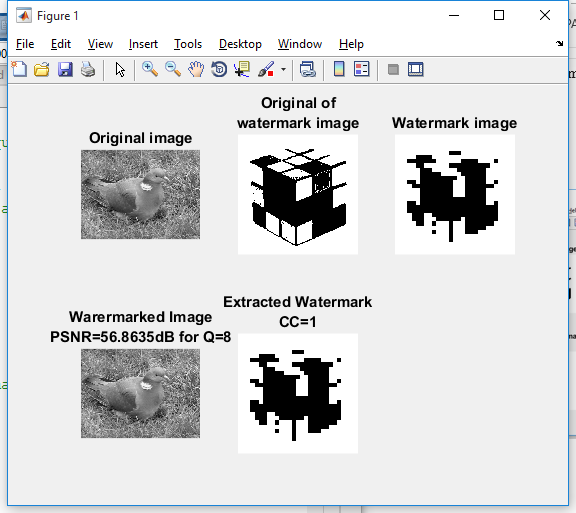 Figure 1
File Edit View Insert Tools Desktop Window Help
Original image
Original of
watermark image
Watermark image
Warermarked Image
PSNR=56.8635dB for Q=8
Extracted Watermark
CC=1